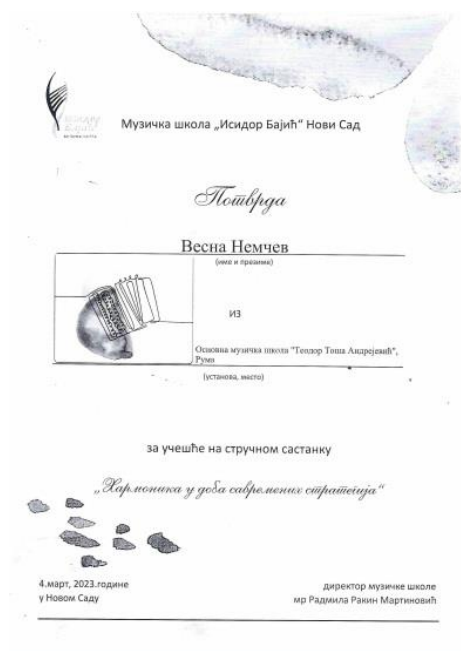 исидор
бајић
Музичка школа „Исидор Бајић“ Нови Сад
Потврда
Весна Немчев
(име и презиме)
из
Основна музичка школа "Теодор Тоша Андрејевић",
Рума
(установа, место)
за учешће на стручном састанку
„Хармоника у доба савремених стратегија“
4.март, 2023.године
у Новом Саду
директор музичке школе
мр Радмила Ракин Мартиновић